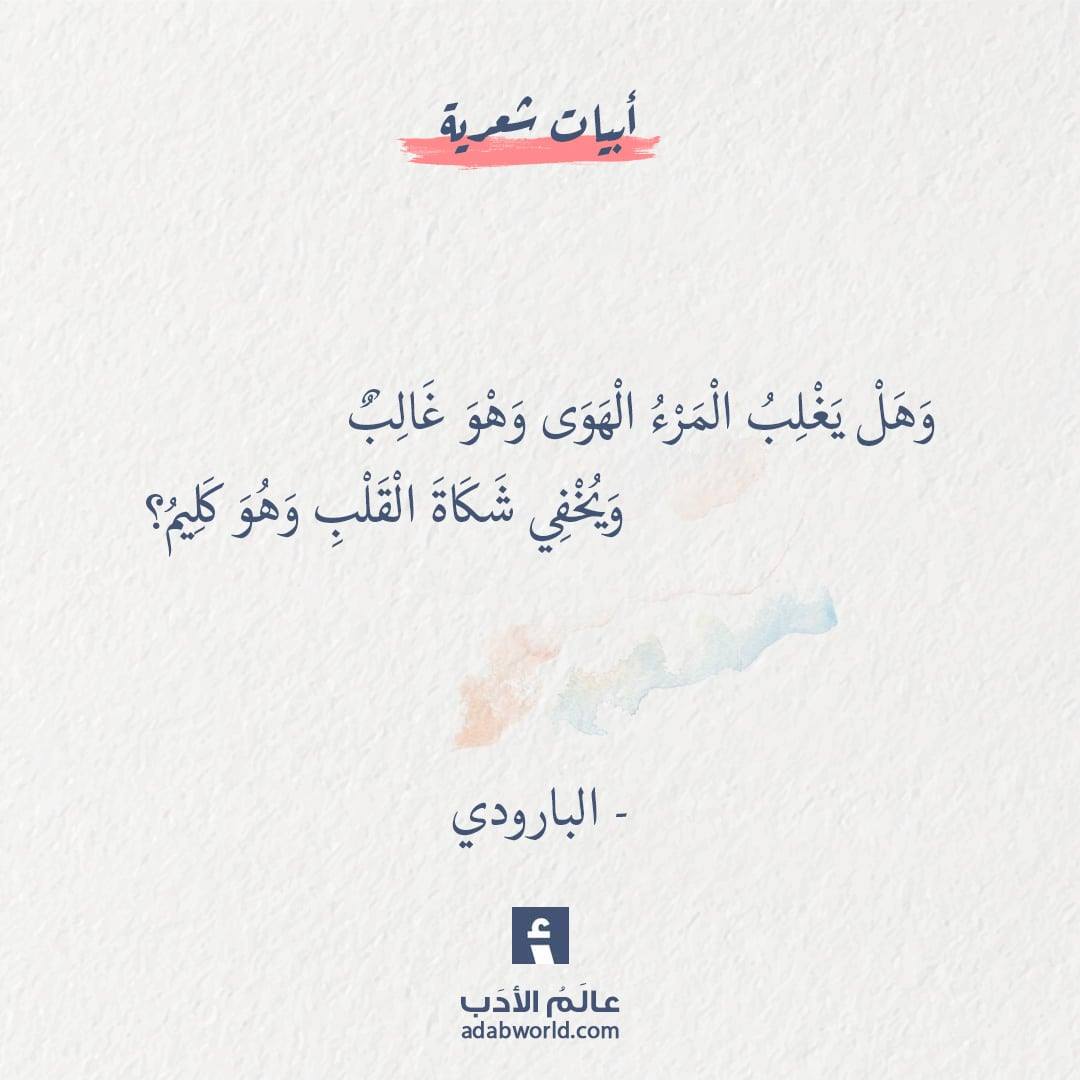 أبيات شعرية
وَهَلْ يَغْلِبُ الْمَرْءُ الْهَوَى وَهْوَ غَالِبٌ
وَيُخْفِي شَكَاةَ الْقَلْبِ وَهُوَ كَلِيمُ؟
- البارودي
أ
عالَمُ الأدَب
adabworld.com